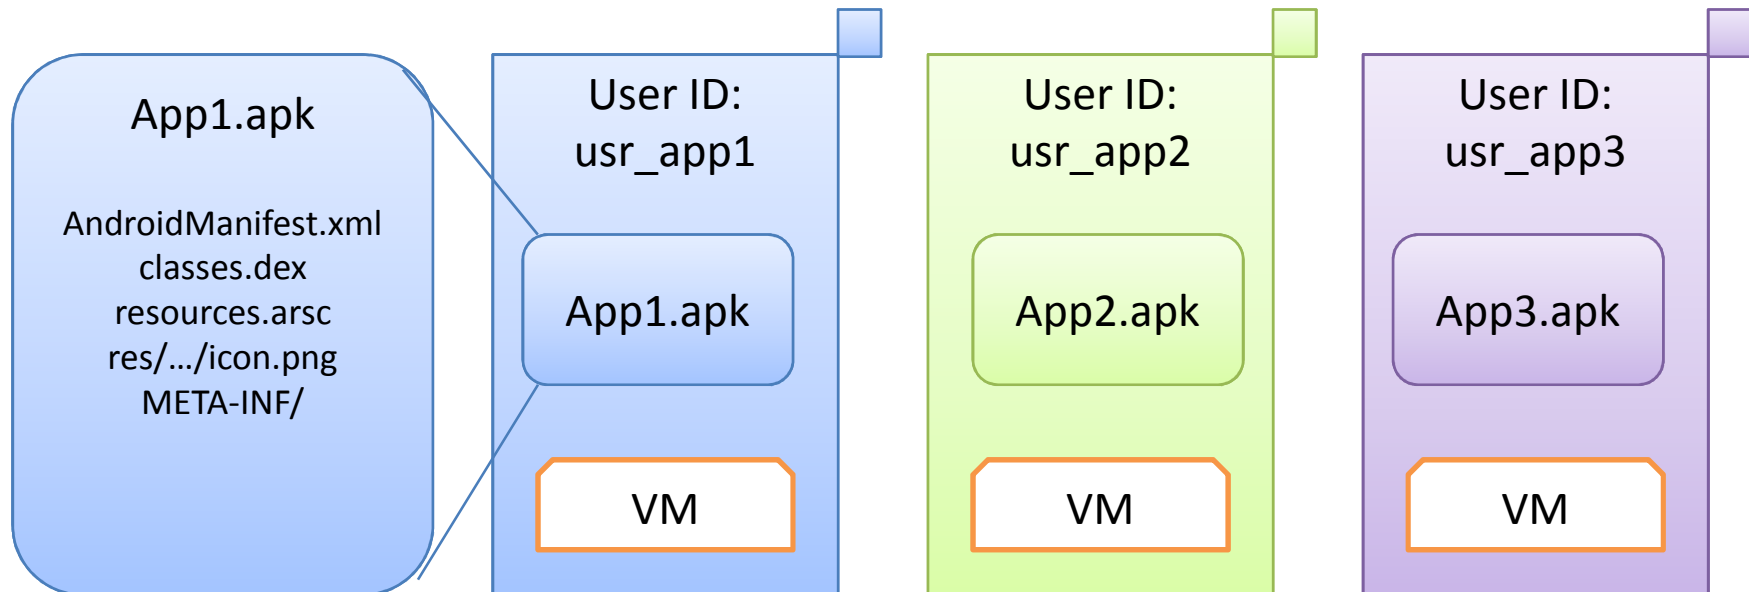 App1.apk
AndroidManifest.xml
classes.dex
resources.arsc
res/.../icon.png
META-INF/
User ID:
usr_app1
App1.apk
VM
User ID:
usr_app2
App2.apk
VM
User ID:
usr_app3
App3.apk
VM